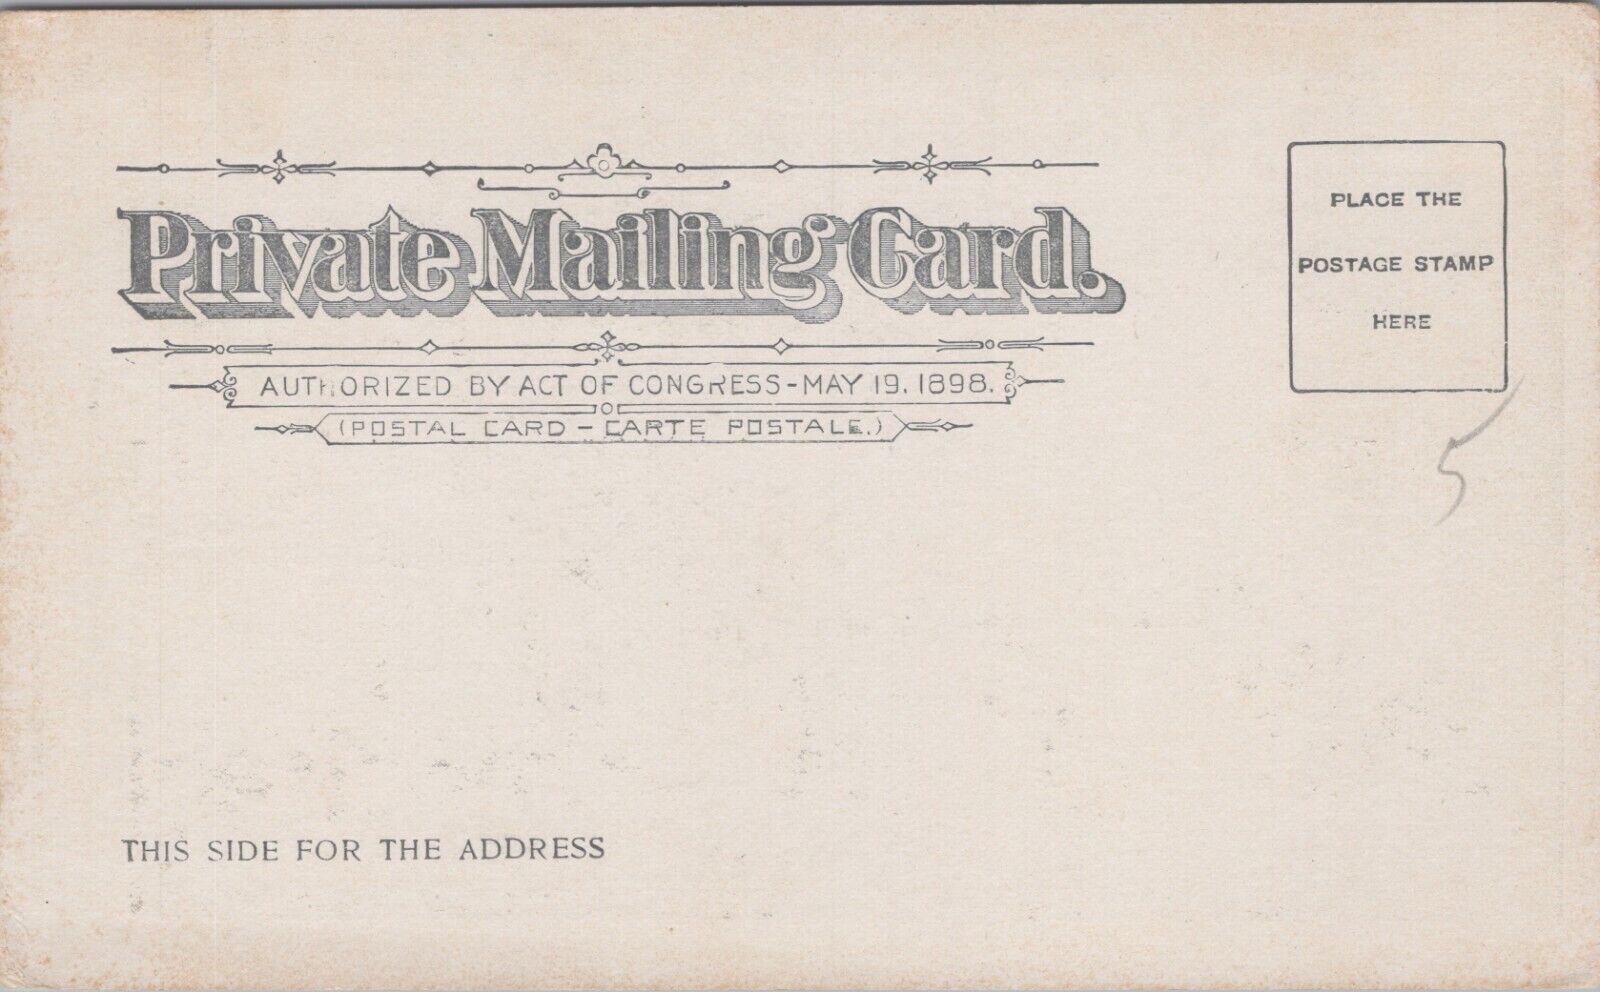 Private Mailing Card.
AUTHORIZED BY ACT OF CONGRESS-MAY 19, 1898.
(POSTAL CARD - CARTE POSTALE.)
PLACE THE
POSTAGE STAMP
HERE
5
THIS SIDE FOR THE ADDRESS